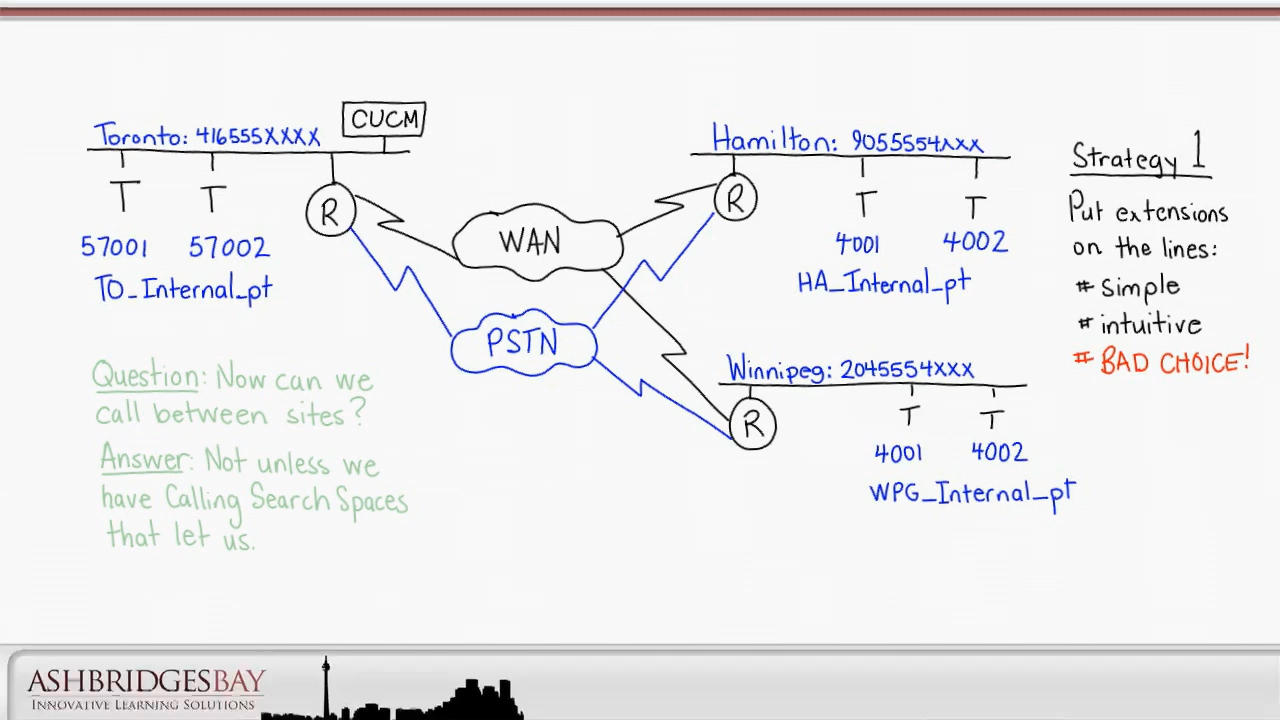 CUCM
Toronto: 416555XXXX
T T
R
57001 57002
TO_Internal_pt
WAN
PSTN
Hamilton: 9055554XXX
R
T T
4001 4002
HA_Internal_pt
Winnipeg: 2045554XXX
R
T T
4001 4002
WPG_Internal_pt
Strategy 1
Put extensions
on the lines:
# simple
# intuitive
# BAD CHOICE!
Question: Now can we
call between sites?
Answer: Not unless we
have Calling Search Spaces
that let us.
ASHBRIDGESBAY
INNOVATIVE LEARNING SOLUTIONS